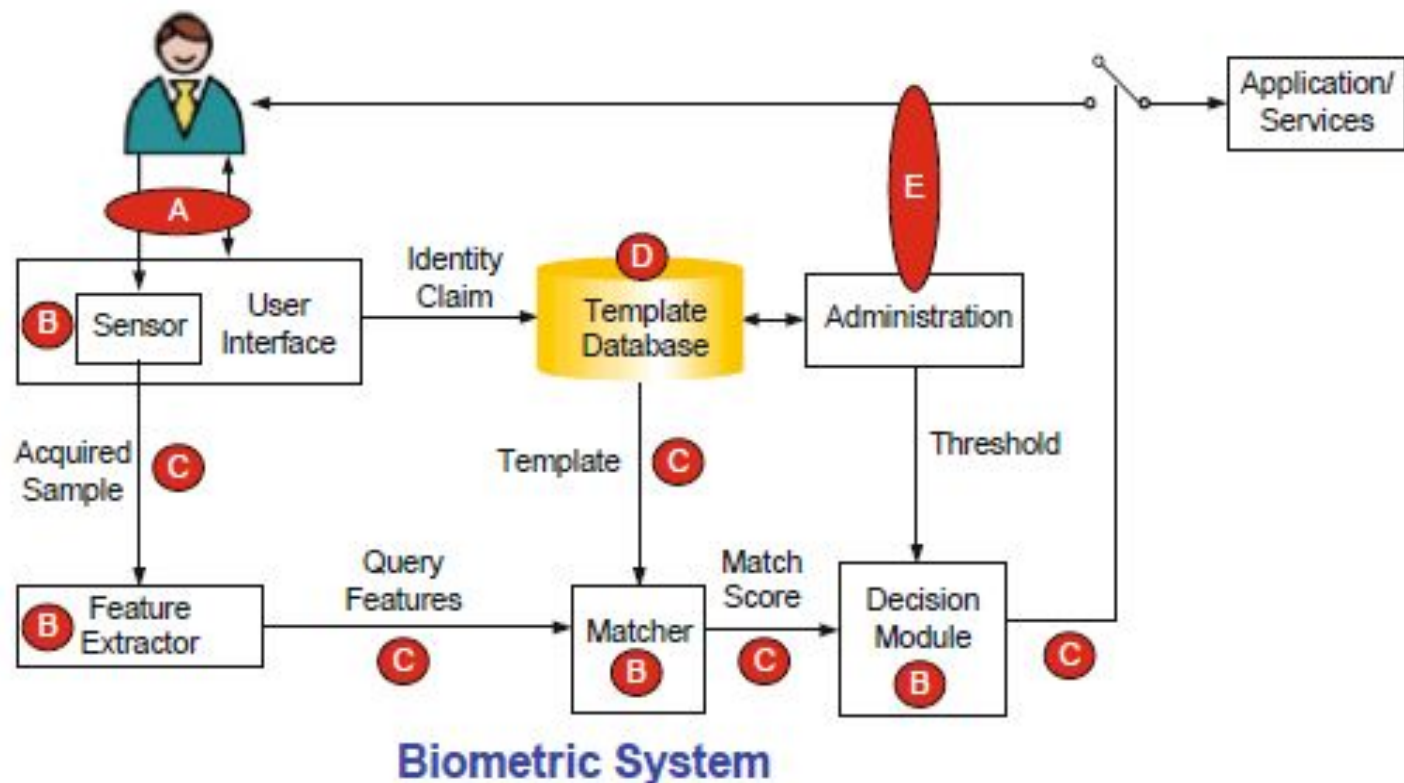 Application/
Services
A
E
Identity
Claim
D
B
Sensor
User
Interface
Template
Database
Administration
Acquired
Sample
C
Template
C
Threshold
Query
Features
Match
Score
B
Feature
Extractor
C
Matcher
B
C
Decision
Module
B
C
Biometric System